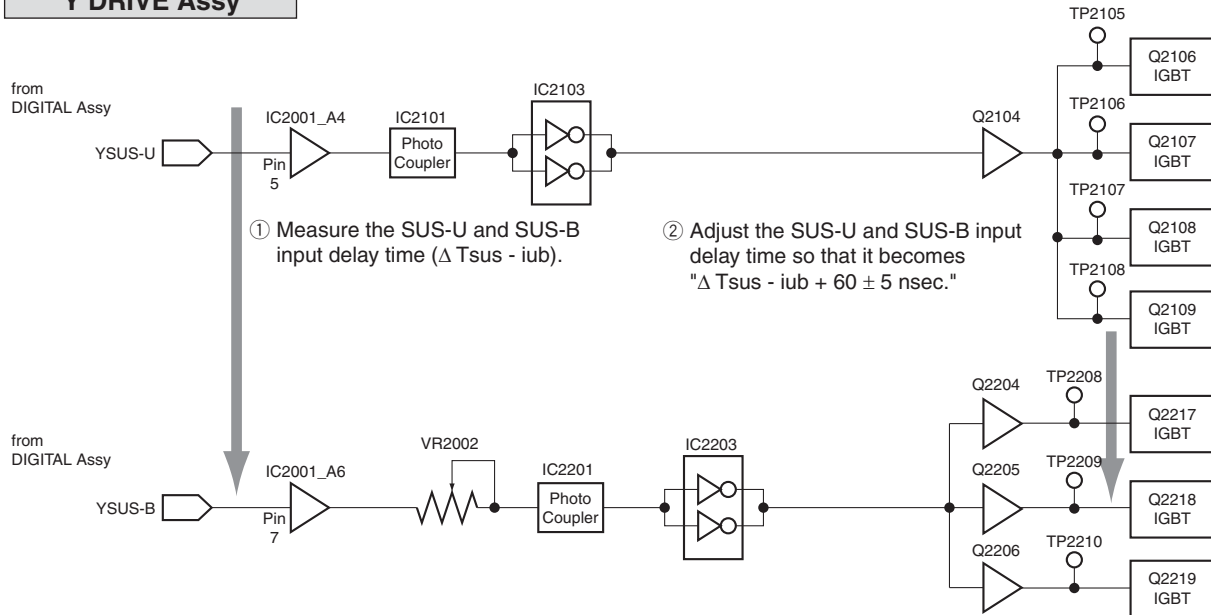 Y DRIVE Assy
TP2105
Q2106
IGBT
from
DIGITAL Assy
IC2103
IC2001_A4
IC2101
TP2106
Q2104
Photo
Coupler
Q2107
IGBT
YSUS-U
Pin
5
TP2107
① Measure the SUS-U and SUS-B
input delay time (Δ Tsus - iub).
② Adjust the SUS-U and SUS-B input
delay time so that it becomes
"Δ Tsus - iub + 60 ± 5 nsec."
Q2108
IGBT
TP2108
Q2109
IGBT
Q2204
TP2208
Q2217
IGBT
from
DIGITAL Assy
VR2002
IC2203
IC2001_A6
IC2201
Q2205
TP2209
YSUS-B
Pin
7
Photo
Coupler
Q2218
IGBT
Q2206
TP2210
Q2219
IGBT